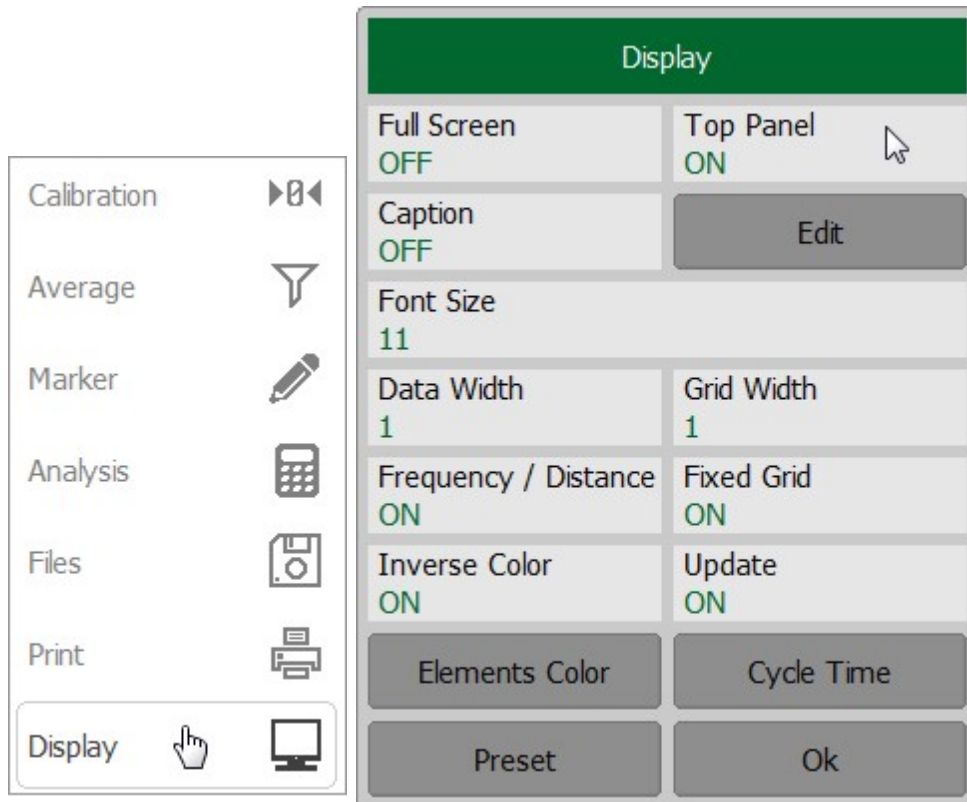 Calibration
Average
Marker
Analysis
Files
Print
Display
Display
Full Screen
OFF
Top Panel
ON
Caption
OFF
Edit
Font Size
11
Data Width
1
Grid Width
1
Frequency / Distance
ON
Fixed Grid
ON
Inverse Color
ON
Update
ON
Elements Color
Cycle Time
Preset
Ok